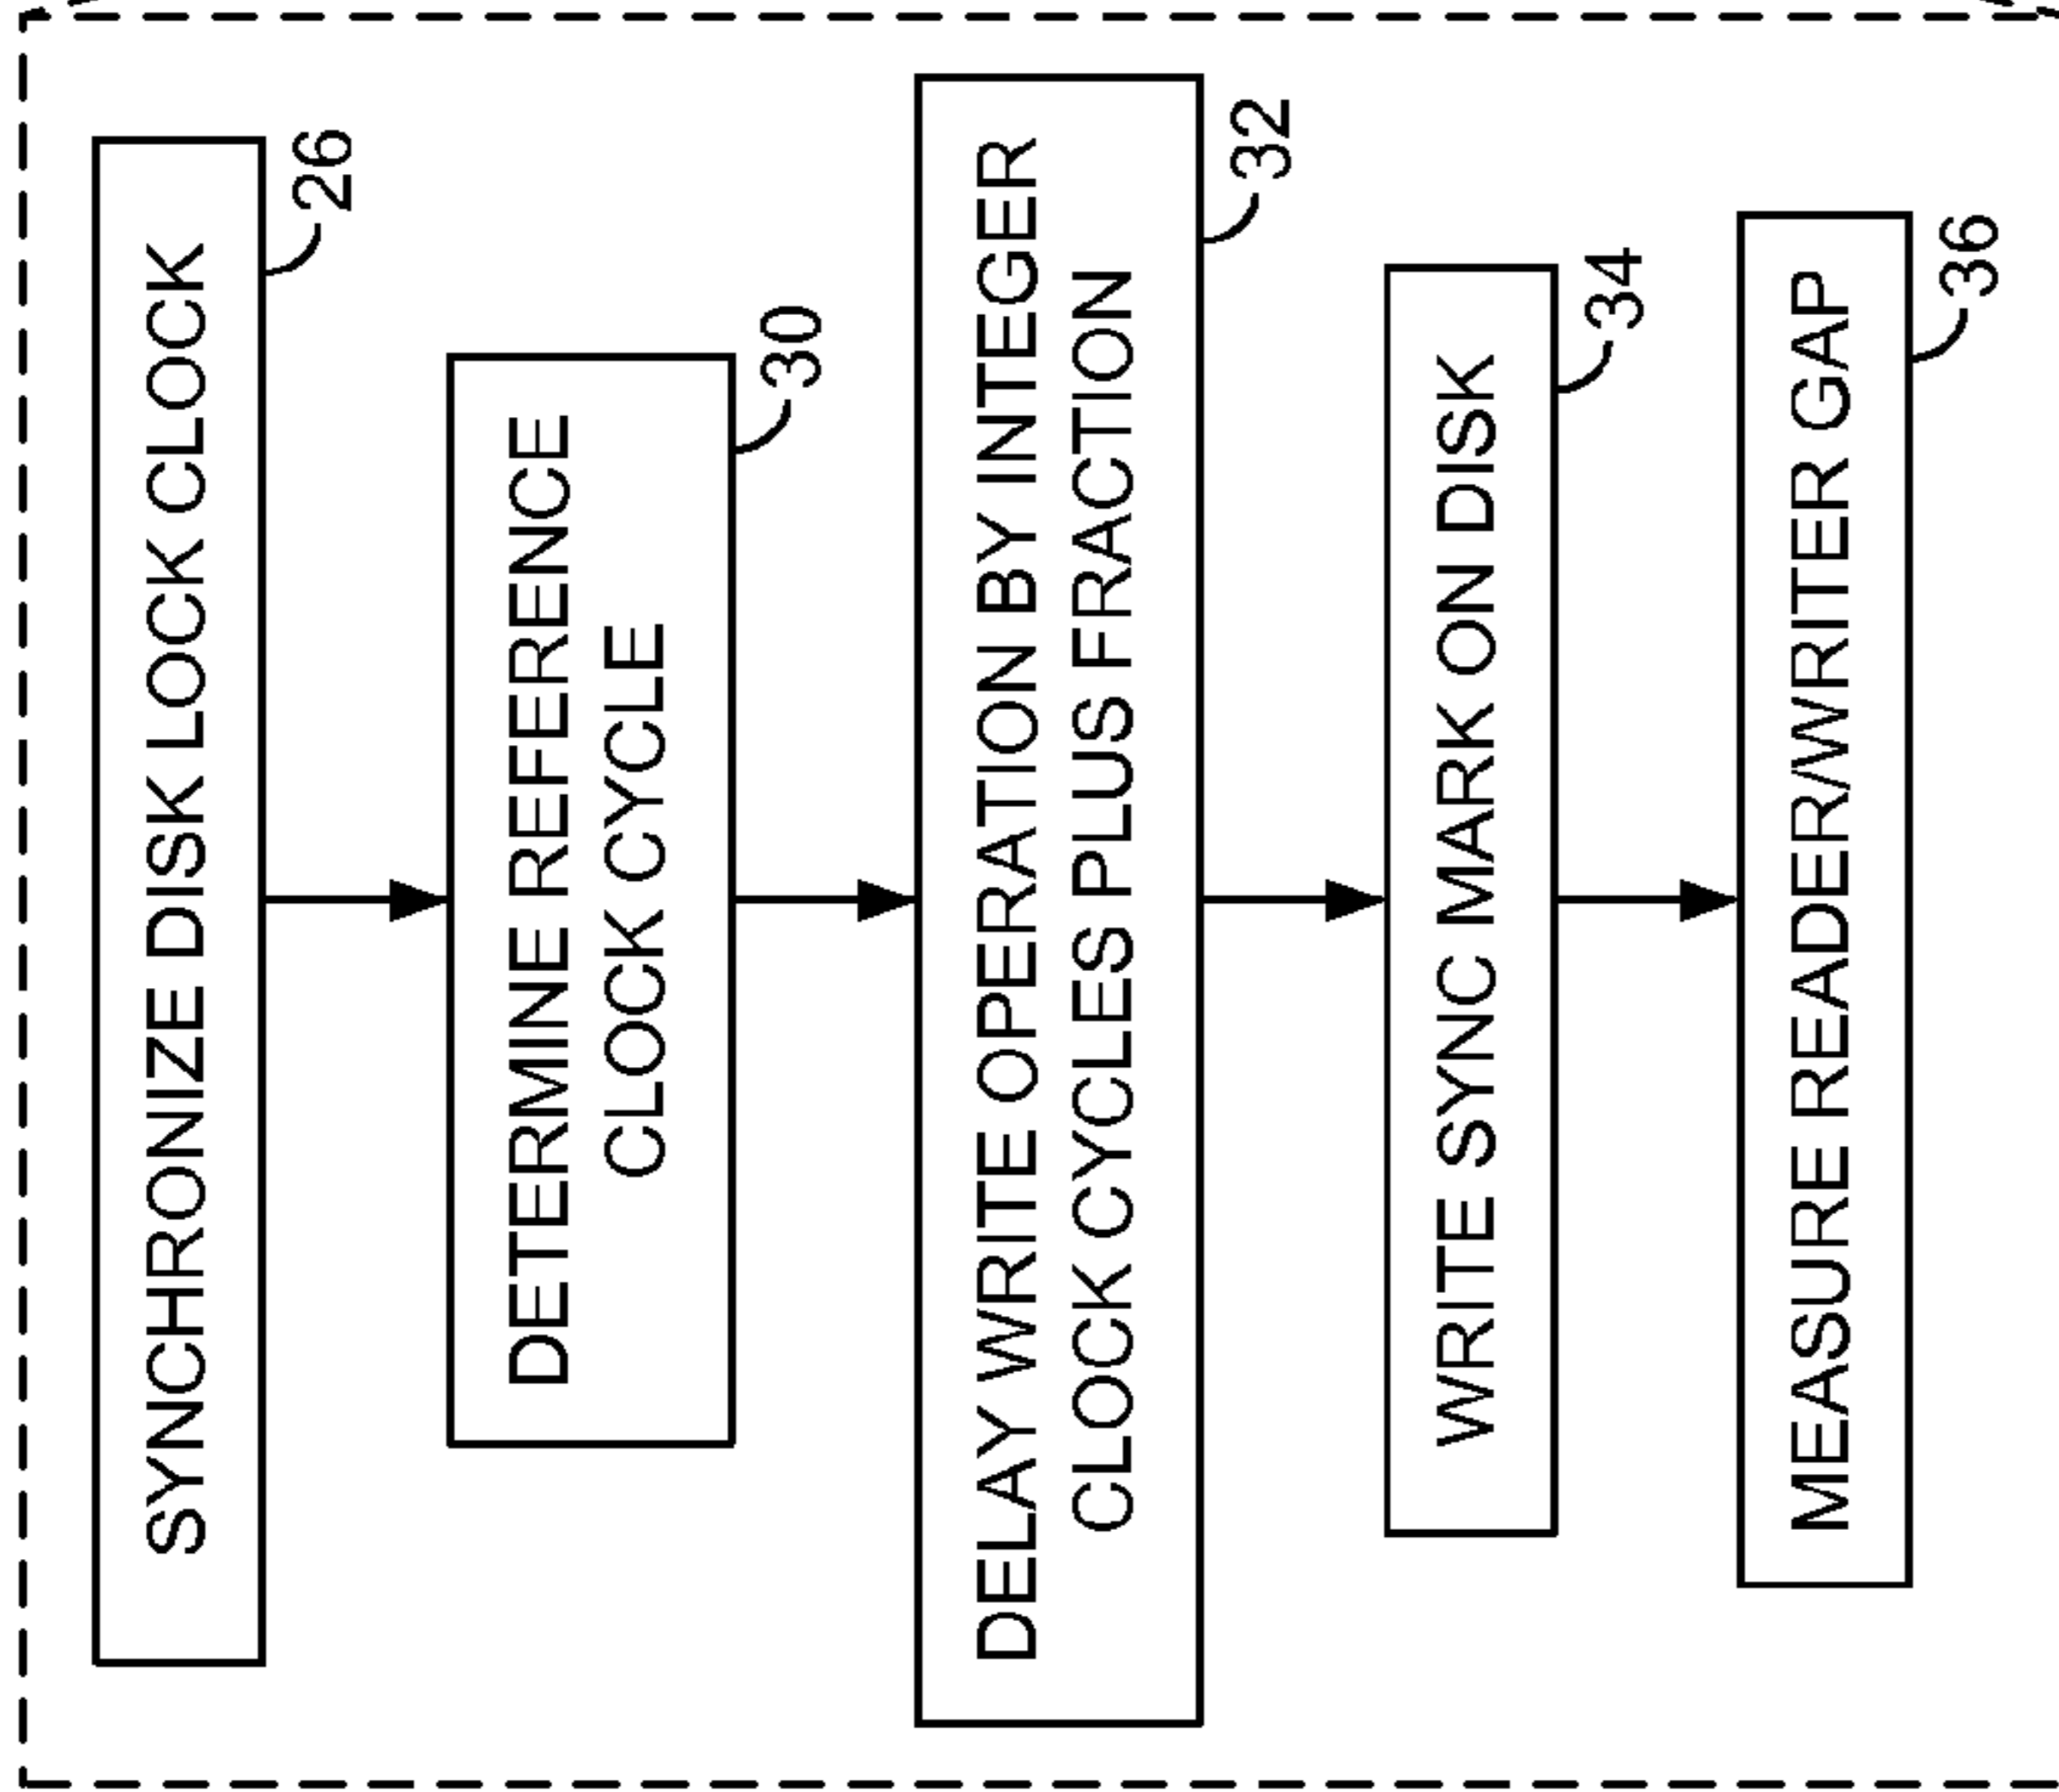 SYNCHRONIZE DISK LOCK CLOCK
26
DETERMINE REFERENCE
CLOCK CYCLE
30
DELAY WRITE OPERATION BY INTEGER
CLOCK CYCLES PLUS FRACTION
32
WRITE SYNC MARK ON DISK
34
MEASURE READER/WRITER GAP
36